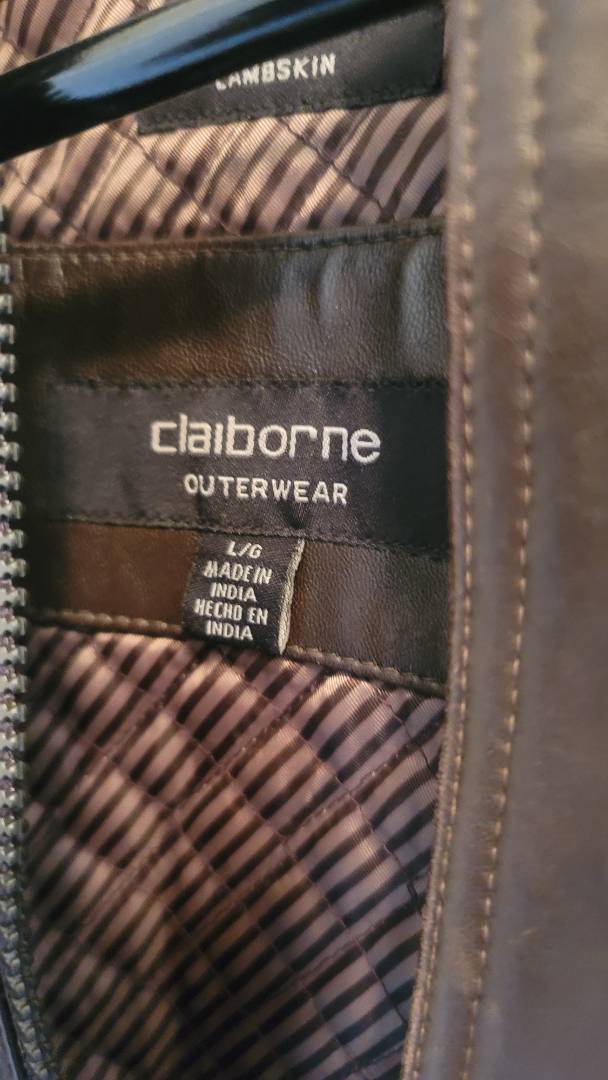 LAMBSKIN
claiborne
OUTERWEAR
L/G
MADE IN
INDIA
HECHO EN
INDIA